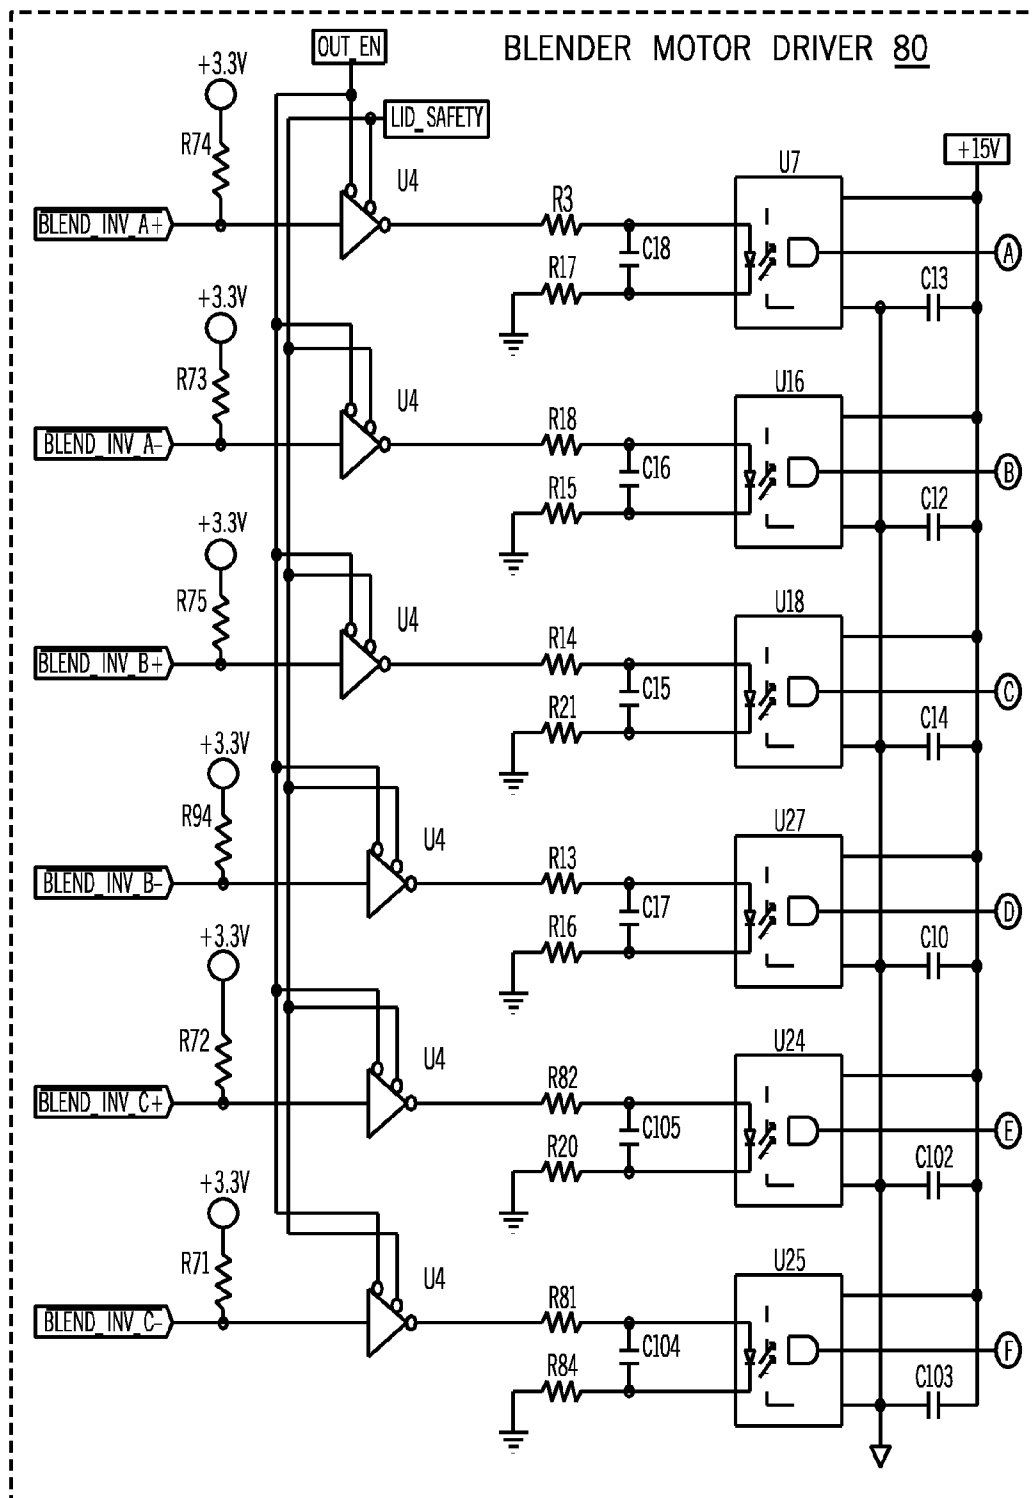 OUT_EN
BLENDER MOTOR DRIVER 80
+3.3V
LID_SAFETY
R74
+15V
U4
U7
BLEND_INV_A+
R3
C18
A
R17
C13
+3.3V
R73
U4
U16
BLEND_INV_A-
R18
C16
B
R15
C12
+3.3V
R75
U4
U18
BLEND_INV_B+
R14
C15
C
R21
C14
+3.3V
R94
U4
U27
BLEND_INV_B-
R13
C17
D
R16
C10
+3.3V
R72
U4
U24
BLEND_INV_C+
R82
C105
E
R20
C102
+3.3V
R71
U4
U25
BLEND_INV_C-
R81
C104
F
R84
C103